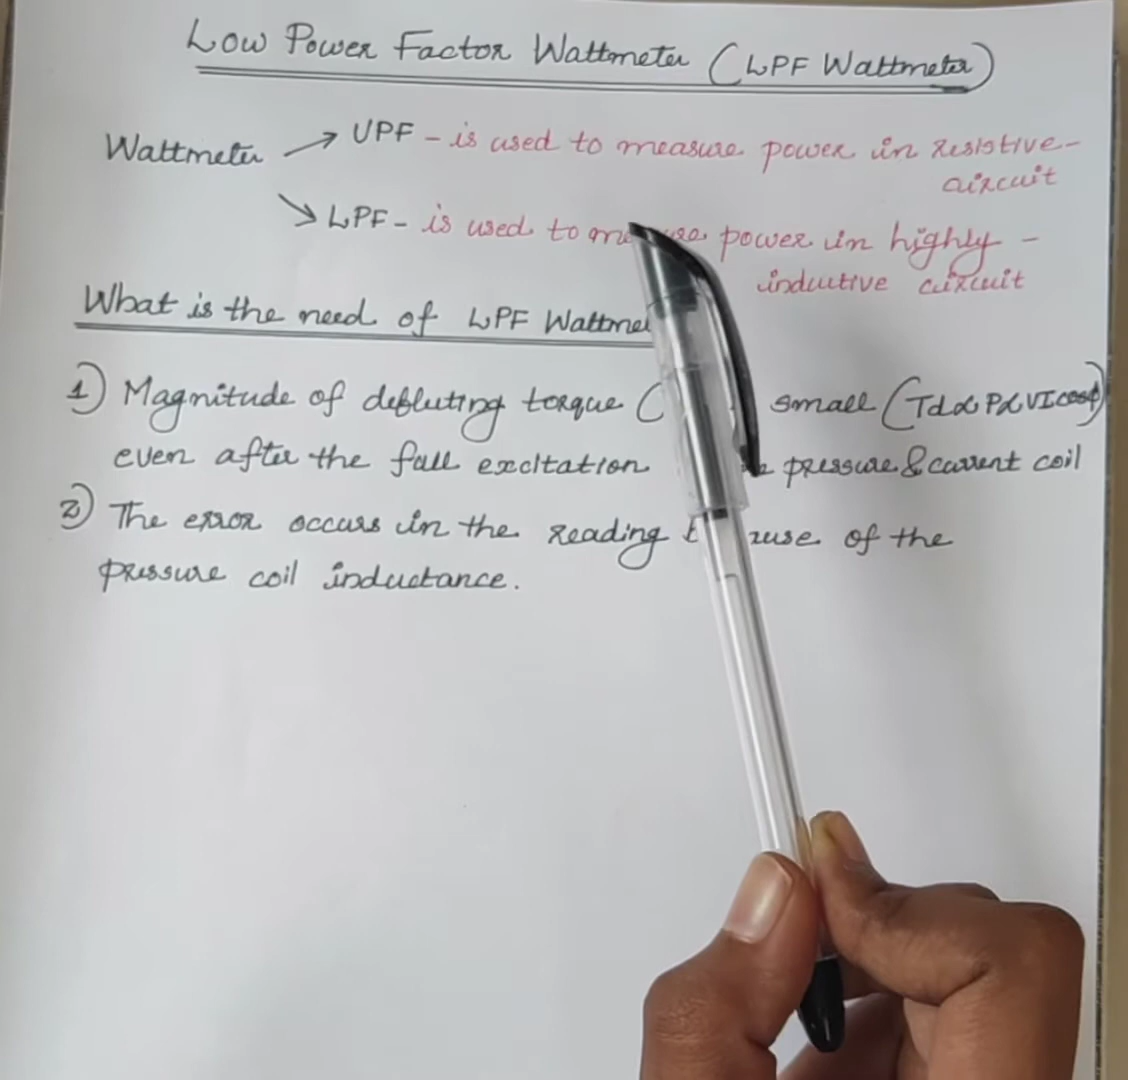 Low Power Factor Wattmeter (LPF Wattmeter)
Wattmeter → UPF - is used to measure power in resistive-
circuit
↘ LPF - is used to power in highly -
inductive circuit
What is the need of LPF
1) Magnitude of deflecting torque ( small (Td∝P∝VIcosϕ)
even after the full excitation pressure & current coil
2) The error occurs in the reading of the
pressure coil inductance.